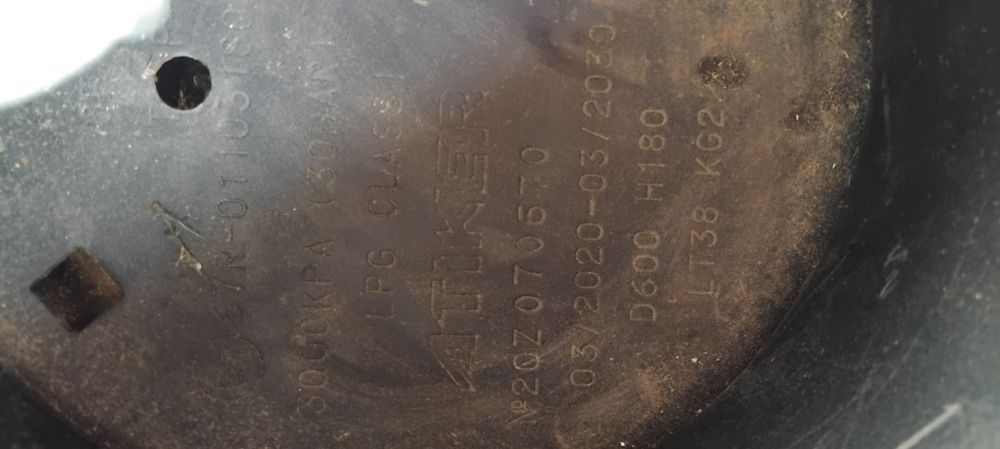 67R-01
3000KPA (30BAR)
LPG CLASS1
ATIKER
№20Z070670
03/2020-03/2030
D600 H180
LT38 KG2